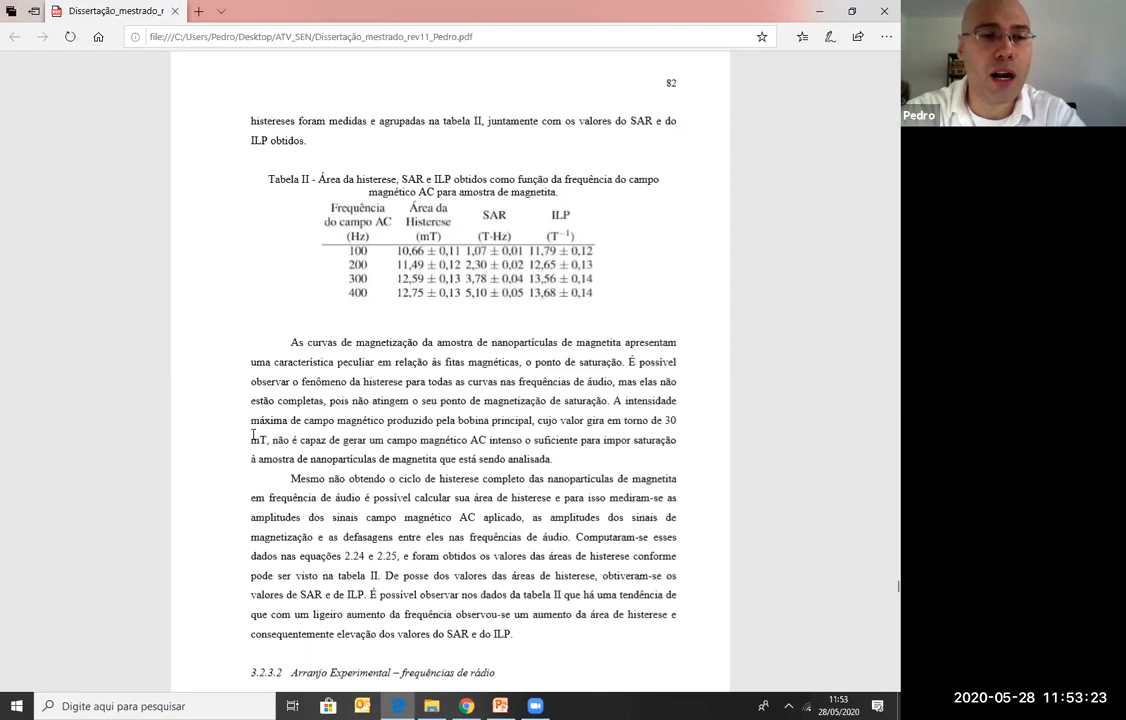 Dissertação_mestrado_r
file:///C:/Users/Pedro/Desktop/ATV_SEN/Dissertação_mestrado_rev11_Pedro.pdf
Pedro
82
histereses foram medidas e agrupadas na tabela II, juntamente com os valores do SAR e do
ILP obtidos.
Tabela II - Área da histerese, SAR e ILP obtidos como função da frequência do campo
magnético AC para amostra de magnetita.
Frequência do campo AC (Hz) Área da Histerese (mT) SAR (T·Hz) ILP (T⁻¹)
100 10,66 ± 0,11 1,07 ± 0,01 11,79 ± 0,12
200 11,49 ± 0,12 2,30 ± 0,02 12,65 ± 0,13
300 12,59 ± 0,13 3,78 ± 0,04 13,56 ± 0,14
400 12,75 ± 0,13 5,10 ± 0,05 13,68 ± 0,14
As curvas de magnetização da amostra de nanopartículas de magnetita apresentam
uma característica peculiar em relação às fitas magnéticas, o ponto de saturação. É possível
observar o fenômeno da histerese para todas as curvas nas frequências de áudio, mas elas não
estão completas, pois não atingem o seu ponto de magnetização de saturação. A intensidade
máxima de campo magnético produzido pela bobina principal, cujo valor gira em torno de 30
mT, não é capaz de gerar um campo magnético AC intenso o suficiente para impor saturação
à amostra de nanopartículas de magnetita que está sendo analisada.
Mesmo não obtendo o ciclo de histerese completo das nanopartículas de magnetita
em frequência de áudio é possível calcular sua área de histerese e para isso mediram-se as
amplitudes dos sinais campo magnético AC aplicado, as amplitudes dos sinais de
magnetização e as defasagens entre eles nas frequências de áudio. Computaram-se esses
dados nas equações 2.24 e 2.25, e foram obtidos os valores das áreas de histerese conforme
pode ser visto na tabela II. De posse dos valores das áreas de histerese, obtiveram-se os
valores de SAR e de ILP. É possível observar nos dados da tabela II que há uma tendência de
que com um ligeiro aumento da frequência observou-se um aumento da área de histerese e
consequentemente elevação dos valores do SAR e do ILP.
3.2.3.2 Arranjo Experimental – frequências de rádio
Digite aqui para pesquisar
11:53
28/05/2020
2020-05-28 11:53:23